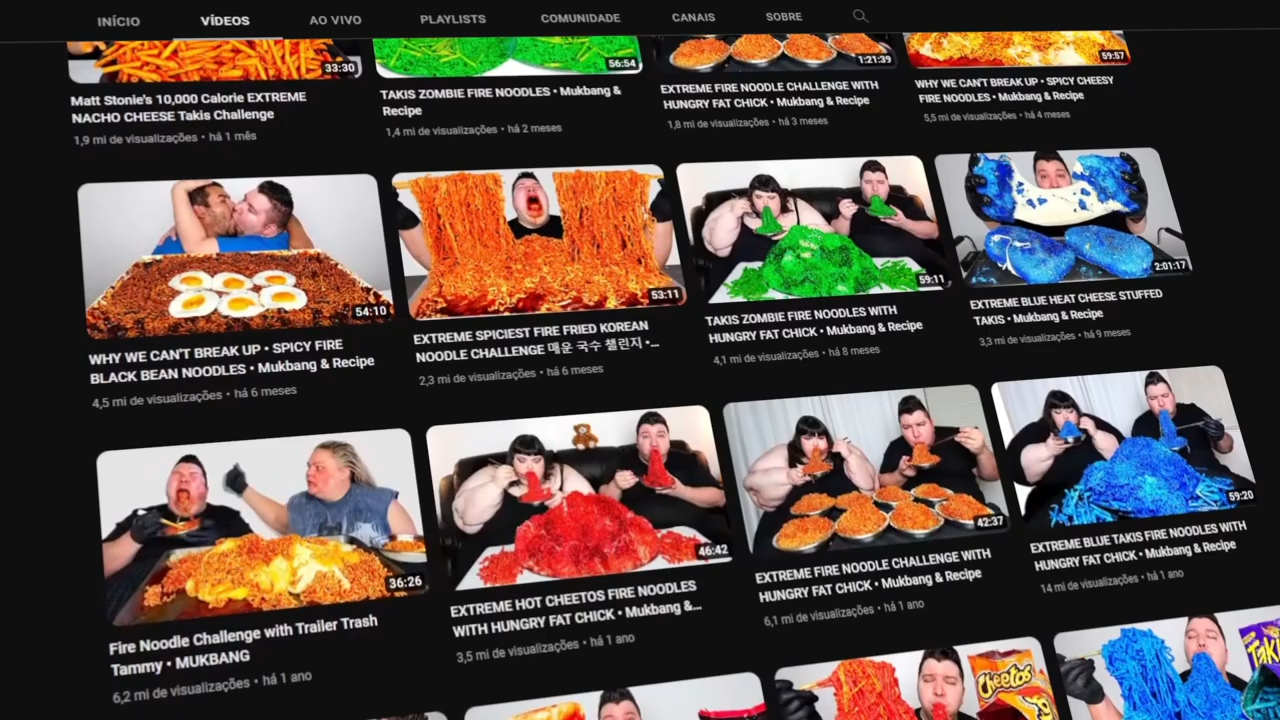 INÍCIO VÍDEOS AO VIVO PLAYLISTS COMUNIDADE CANAIS SOBRE
33:30
56:54
1:21:39
59:57
Matt Stonie's 10,000 Calorie EXTREME
NACHO CHEESE Takis Challenge
1,9 mi de visualizações • há 1 mês
TAKIS ZOMBIE FIRE NOODLES • Mukbang &
Recipe
1,4 mi de visualizações • há 2 meses
EXTREME FIRE NOODLE CHALLENGE WITH
HUNGRY FAT CHICK • Mukbang & Recipe
1,8 mi de visualizações • há 3 meses
WHY WE CAN'T BREAK UP • SPICY CHEESY
FIRE NOODLES • Mukbang & Recipe
5,5 mi de visualizações • há 4 meses
54:10
53:11
59:11
2:01:17
WHY WE CAN'T BREAK UP • SPICY FIRE
BLACK BEAN NOODLES • Mukbang & Recipe
4,5 mi de visualizações • há 6 meses
EXTREME SPICIEST FIRE FRIED KOREAN
NOODLE CHALLENGE 매운 국수 챌린지 •...
2,3 mi de visualizações • há 6 meses
TAKIS ZOMBIE FIRE NOODLES WITH
HUNGRY FAT CHICK • Mukbang & Recipe
4,1 mi de visualizações • há 8 meses
EXTREME BLUE HEAT CHEESE STUFFED
TAKIS • Mukbang & Recipe
3,3 mi de visualizações • há 9 meses
36:26
46:42
42:37
59:20
Fire Noodle Challenge with Trailer Trash
Tammy • MUKBANG
6,2 mi de visualizações • há 1 ano
EXTREME HOT CHEETOS FIRE NOODLES
WITH HUNGRY FAT CHICK • Mukbang &...
3,5 mi de visualizações • há 1 ano
EXTREME FIRE NOODLE CHALLENGE WITH
HUNGRY FAT CHICK • Mukbang & Recipe
6,1 mi de visualizações • há 1 ano
EXTREME BLUE TAKIS FIRE NOODLES WITH
HUNGRY FAT CHICK • Mukbang & Recipe
14 mi de visualizações • há 1 ano
Cheetos
Taki